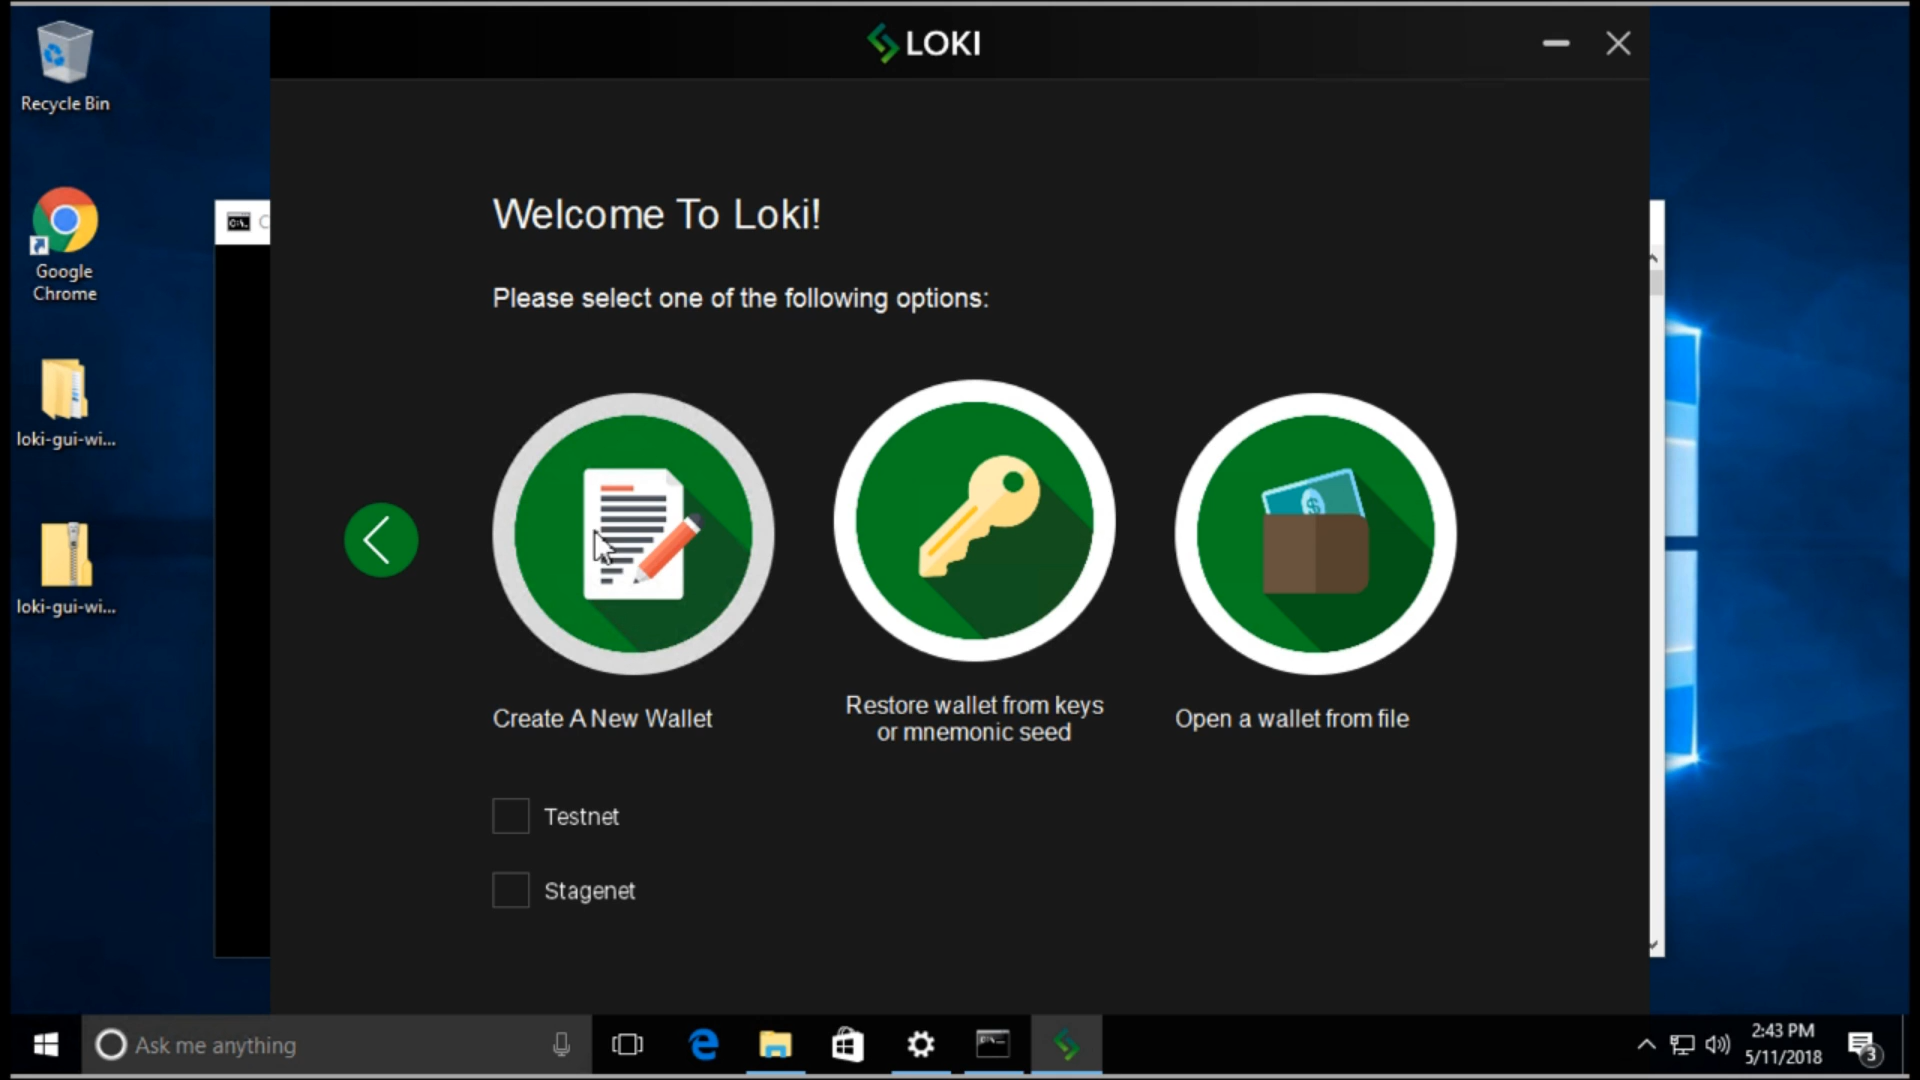 LOKI
Recycle Bin
Google
Chrome
loki-gui-wi...
loki-gui-wi...
Welcome To Loki!
Please select one of the following options:
Create A New Wallet
Restore wallet from keys
or mnemonic seed
Open a wallet from file
Testnet
Stagenet
Ask me anything
2:43 PM
5/11/2018
3